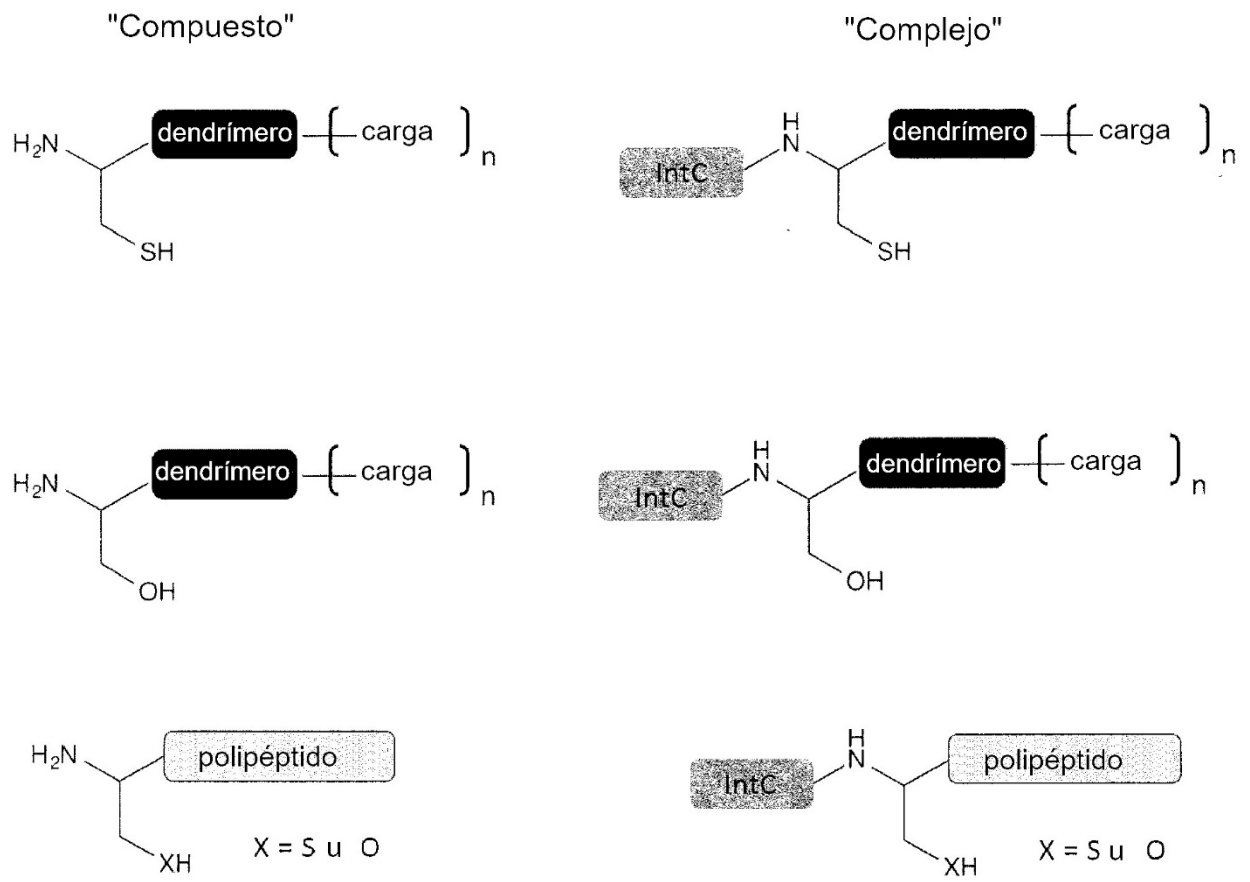 "Compuesto"
"Complejo"
H₂N dendrímero ( carga )n
SH
IntC H N dendrímero ( carga )n
SH
H₂N dendrímero ( carga )n
OH
IntC H N dendrímero ( carga )n
OH
H₂N polipéptido
XH X = S u O
IntC H N polipéptido
XH X = S u O